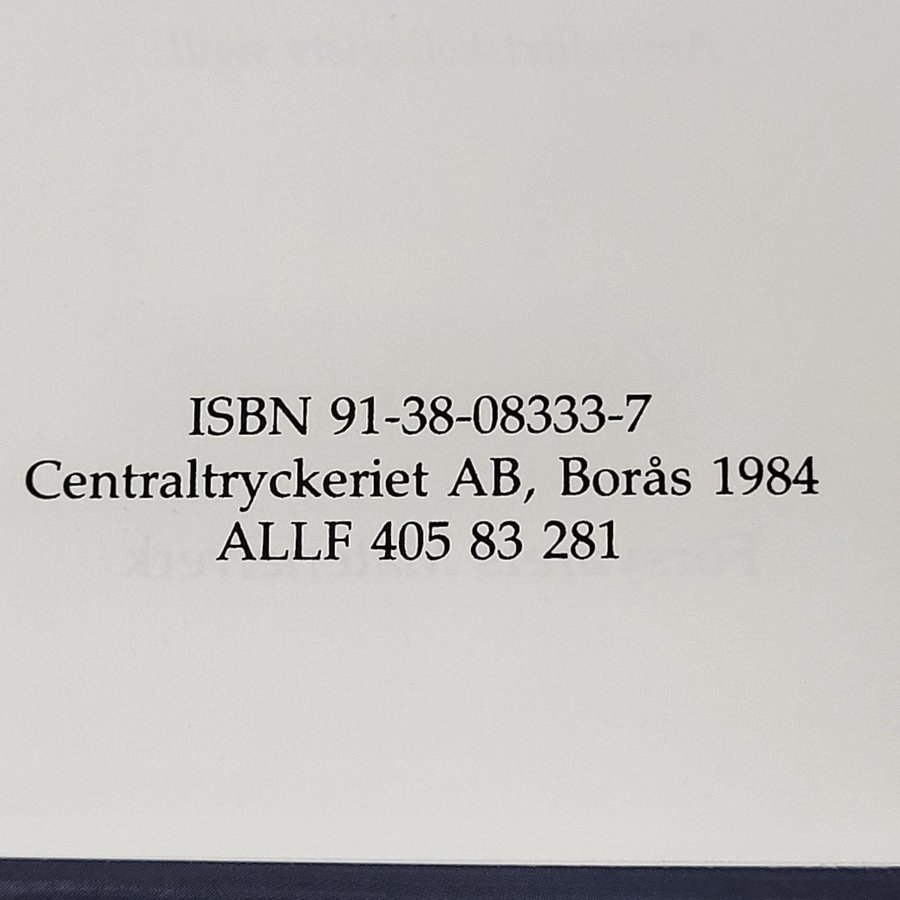 ISBN 91-38-08333-7
Centraltryckeriet AB, Borås 1984
ALLF 405 83 281